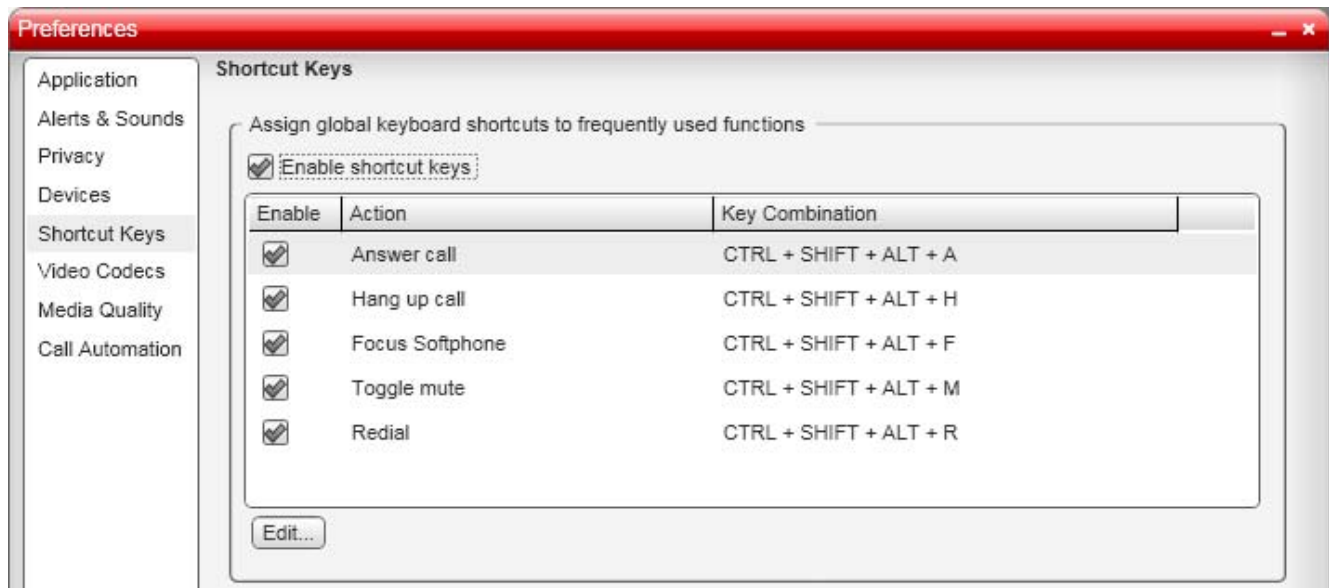 Preferences
Application
Alerts & Sounds
Privacy
Devices
Shortcut Keys
Video Codecs
Media Quality
Call Automation
Shortcut Keys
Assign global keyboard shortcuts to frequently used functions
Enable shortcut keys
Enable Action Key Combination
Answer call CTRL + SHIFT + ALT + A
Hang up call CTRL + SHIFT + ALT + H
Focus Softphone CTRL + SHIFT + ALT + F
Toggle mute CTRL + SHIFT + ALT + M
Redial CTRL + SHIFT + ALT + R
Edit...